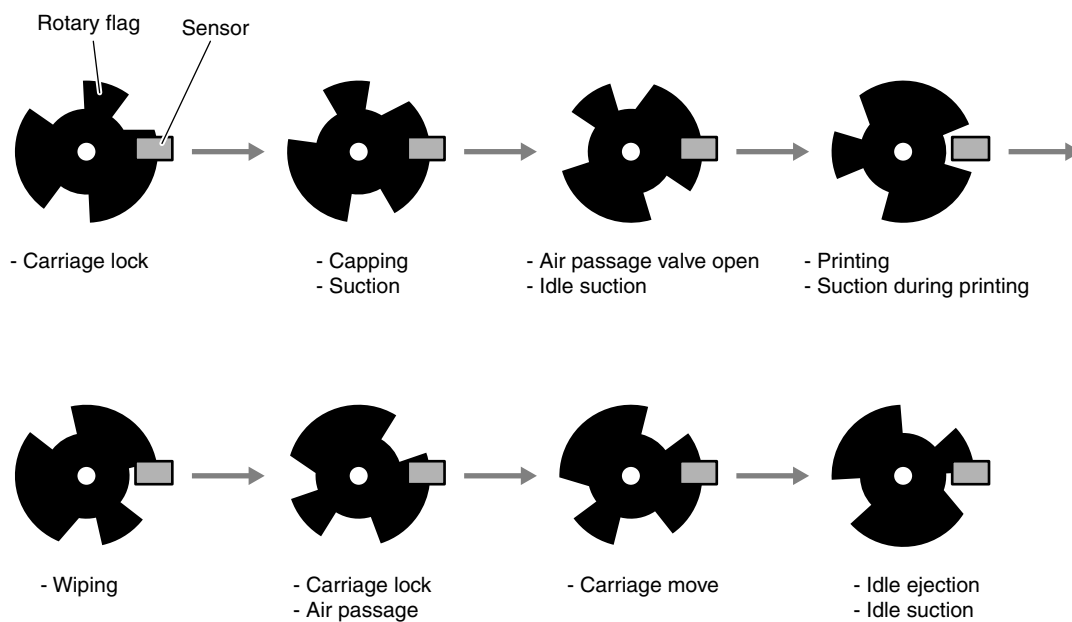 Rotary flag
Sensor
- Carriage lock
- Capping
- Suction
- Air passage valve open
- Idle suction
- Printing
- Suction during printing
- Wiping
- Carriage lock
- Air passage
- Carriage move
- Idle ejection
- Idle suction